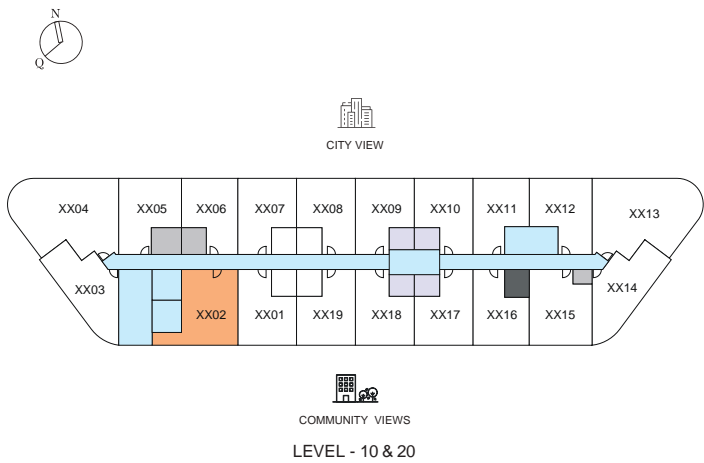 N
Q
CITY VIEW
XX04 XX05 XX06 XX07 XX08 XX09 XX10 XX11 XX12 XX13
XX03 XX02 XX01 XX19 XX18 XX17 XX16 XX15 XX14
COMMUNITY VIEWS
LEVEL - 10 & 20